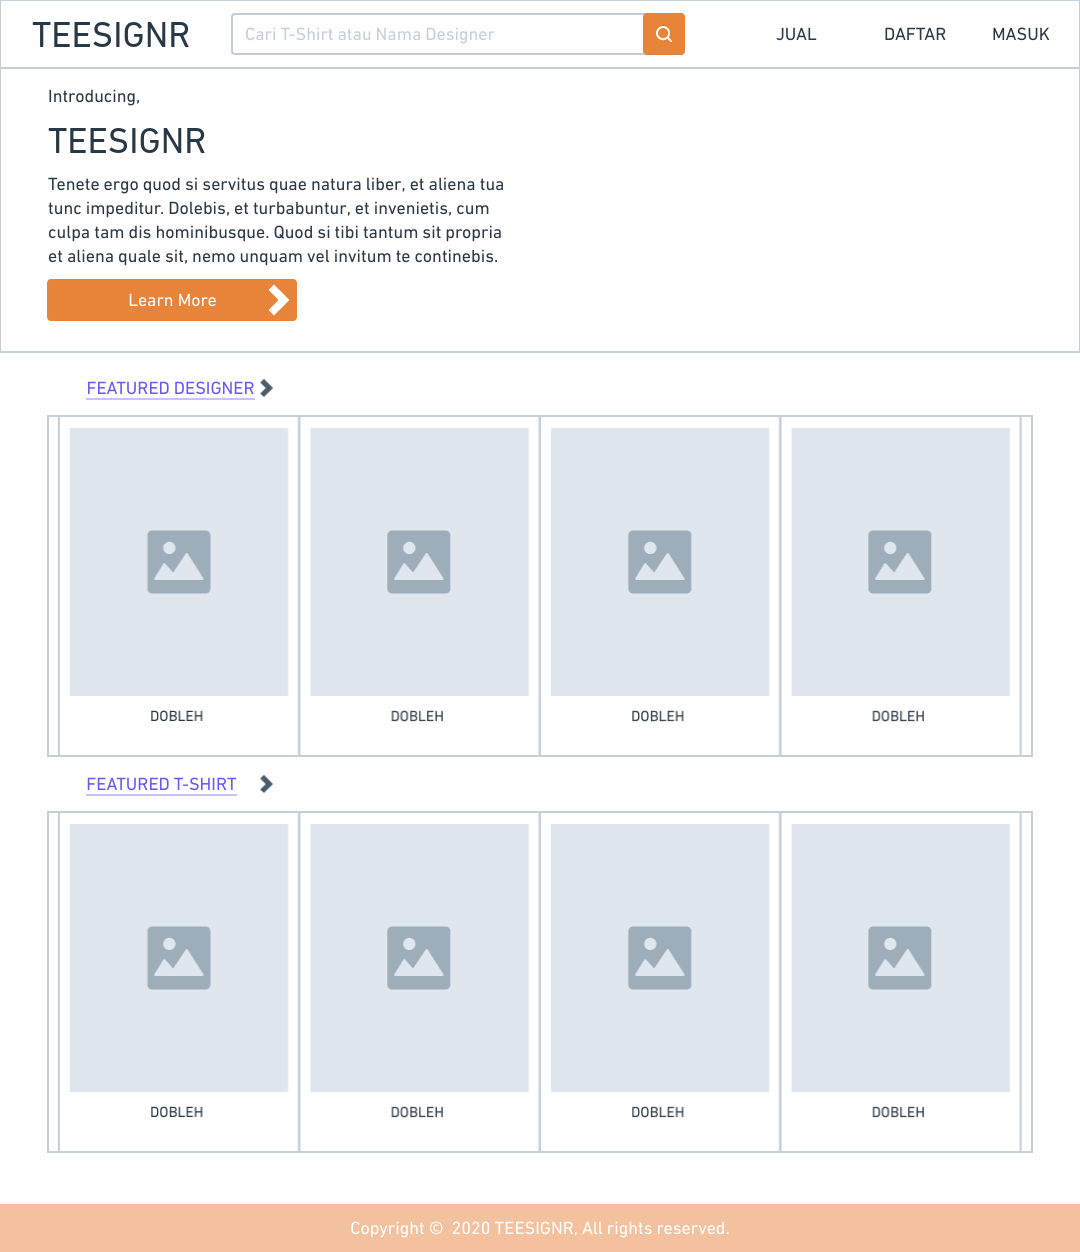 TEESIGNR
Cari T-Shirt atau Nama Designer
JUAL
DAFTAR
MASUK
Introducing,
TEESIGNR
Tenete ergo quod si servitus quae natura liber, et aliena tua
tunc impeditur. Dolebis, et turbabuntur, et invenietis, cum
culpa tam dis hominibusque. Quod si tibi tantum sit propria
et aliena quale sit, nemo unquam vel invitum te continebis.
Learn More
FEATURED DESIGNER
DOBLEH
DOBLEH
DOBLEH
DOBLEH
FEATURED T-SHIRT
DOBLEH
DOBLEH
DOBLEH
DOBLEH
Copyright © 2020 TEESIGNR, All rights reserved.